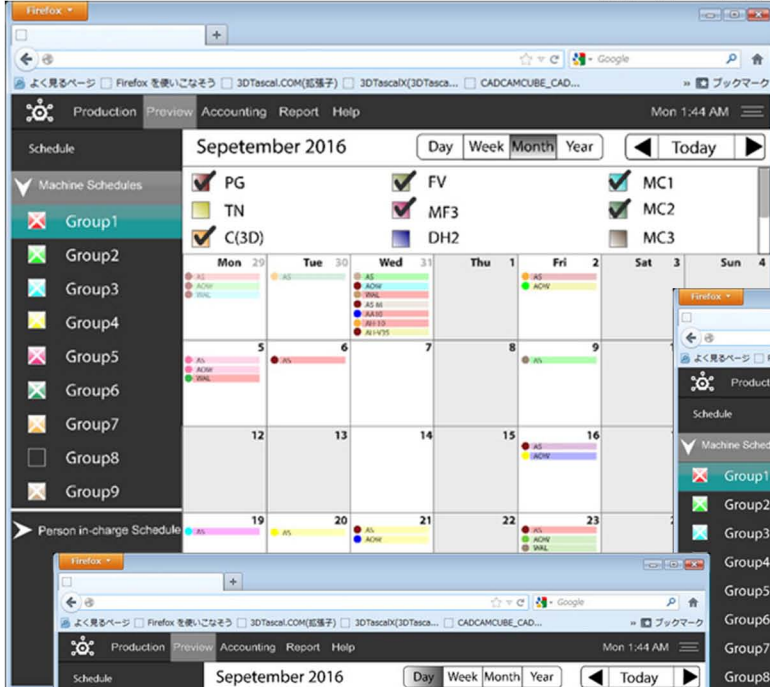 Firefox
Google
よく見るページ Firefox を使いこなそう 3DTascal.COM(拡張子) 3DTascalX(3DTasca... CADCAMCUBE_CAD... » ブックマーク
Production Preview Accounting Report Help Mon 1:44 AM
Schedule
Sepetember 2016 Day Week Month Year Today
Machine Schedules
PG FV MC1
TN MF3 MC2
C(3D) DH2 MC3
Group1
Group2
Group3
Group4
Group5
Group6
Group7
Group8
Group9
Person in-charge Schedule
Mon 29 Tue 30 Wed 31 Thu 1 Fri 2 Sat 3 Sun 4
AS AS AS AS
AOW AOW AOW
WAL WAL
AS
AA10
AH-10
5 6 7 8 9
AS AS AS
AOW
WAL
12 13 14 15 16
AS
AOW
19 20 21 22 23
AS AS AS AS
AOW AOW
WAL
Firefox
よく見るページ
Product
Schedule
Machine Sched
Group1
Group2
Group3
Group4
Group5
Group6
Group7
Group8
Firefox
Google
よく見るページ Firefox を使いこなそう 3DTascal.COM(拡張子) 3DTascalX(3DTasca... CADCAMCUBE_CAD... » ブックマーク
Production Preview Accounting Report Help Mon 1:44 AM
Schedule
Sepetember 2016 Day Week Month Year Today